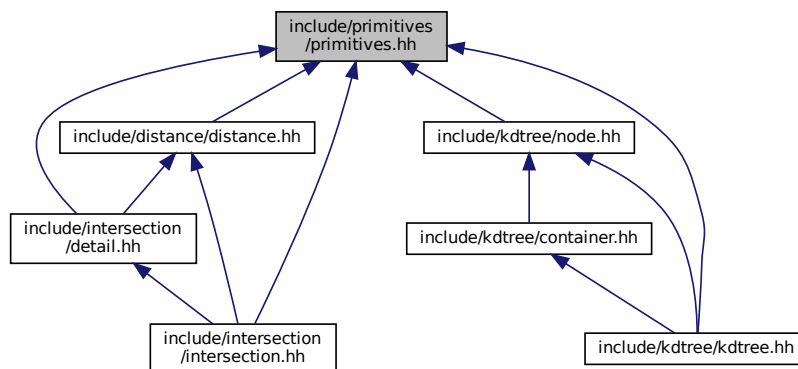 include/primitives
/primitives.hh
include/distance/distance.hh
include/kdtree/node.hh
include/intersection
/detail.hh
include/kdtree/container.hh
include/intersection
/intersection.hh
include/kdtree/kdtree.hh